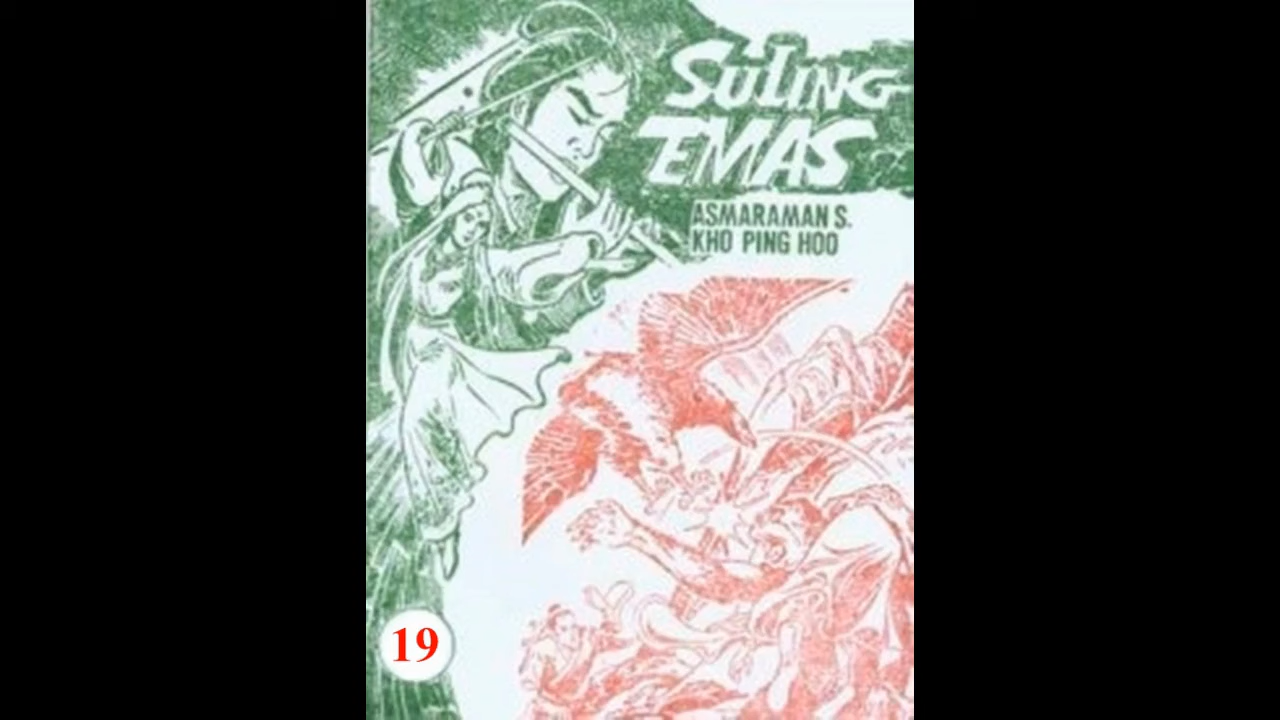 SULING
EMAS
ASMARAMAN S.
KHO PING HOO
19